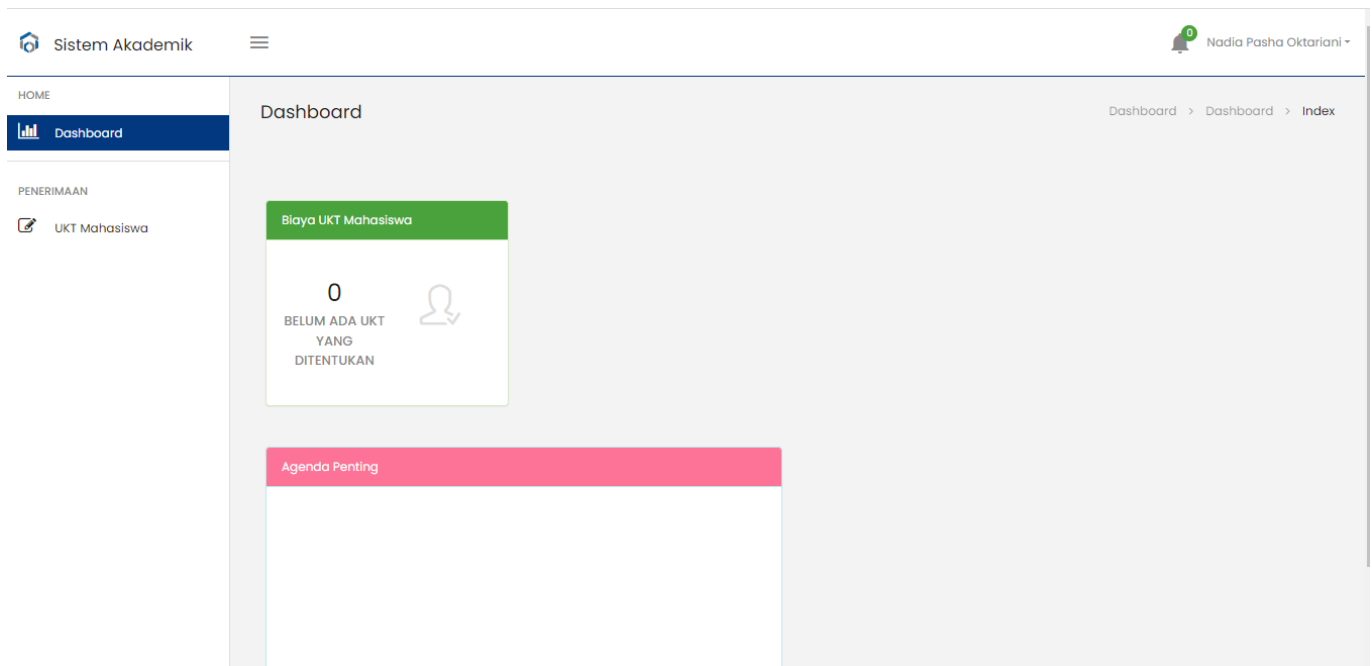 Sistem Akademik
0
Nadia Pasha Oktariani
HOME
Dashboard
PENERIMAAN
UKT Mahasiswa
Dashboard
Dashboard > Dashboard > Index
Biaya UKT Mahasiswa
0
BELUM ADA UKT
YANG
DITENTUKAN
Agenda Penting